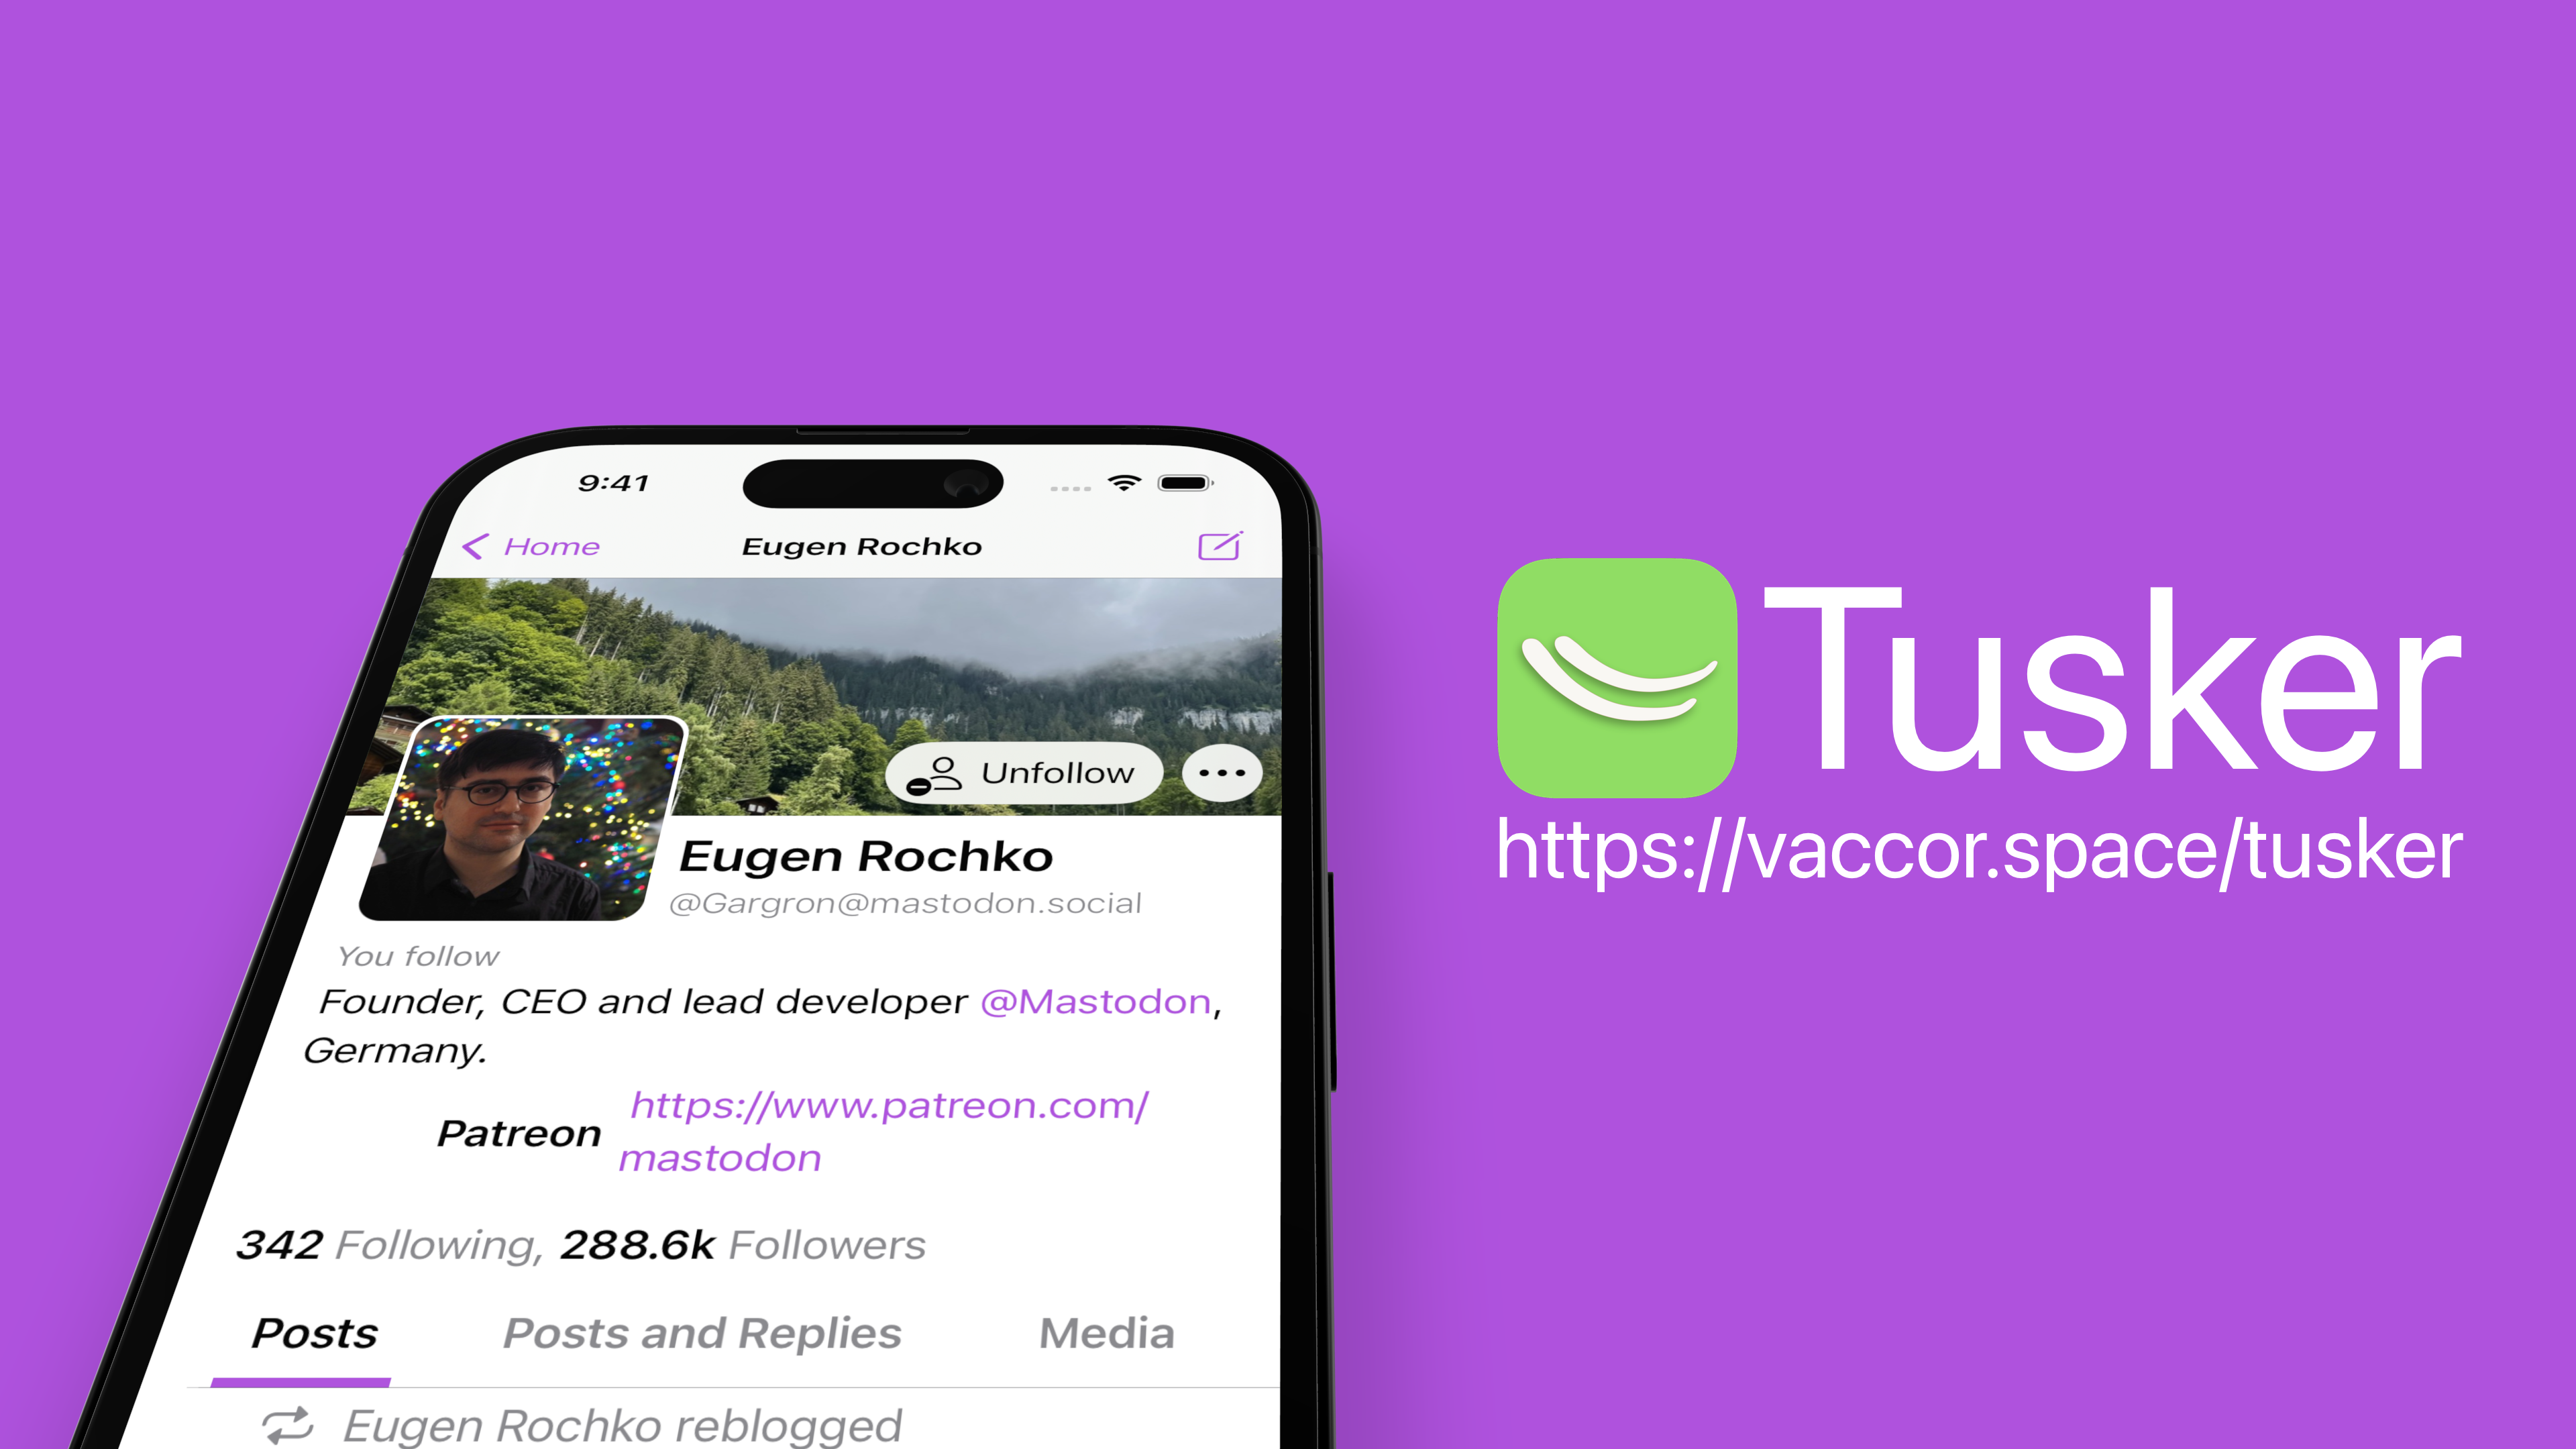 9:41
Home
Eugen Rochko
Unfollow
Eugen Rochko
@Gargron@mastodon.social
You follow
Founder, CEO and lead developer @Mastodon,
Germany.
Patreon
https://www.patreon.com/
mastodon
342 Following, 288.6k Followers
Posts
Posts and Replies
Media
Eugen Rochko reblogged
Tusker
https://vaccor.space/tusker